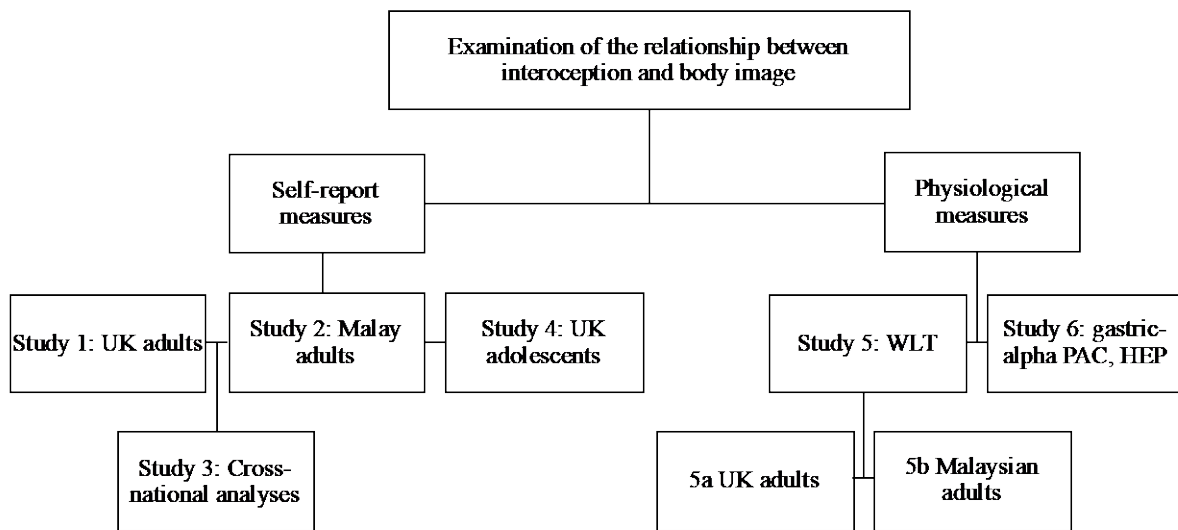 Examination of the relationship between
interoception and body image
Self-report
measures
Physiological
measures
Study 1: UK adults
Study 2: Malay
adults
Study 4: UK
adolescents
Study 5: WLT
Study 6: gastric-
alpha PAC, HEP
Study 3: Cross-
national analyses
5a UK adults
5b Malaysian
adults